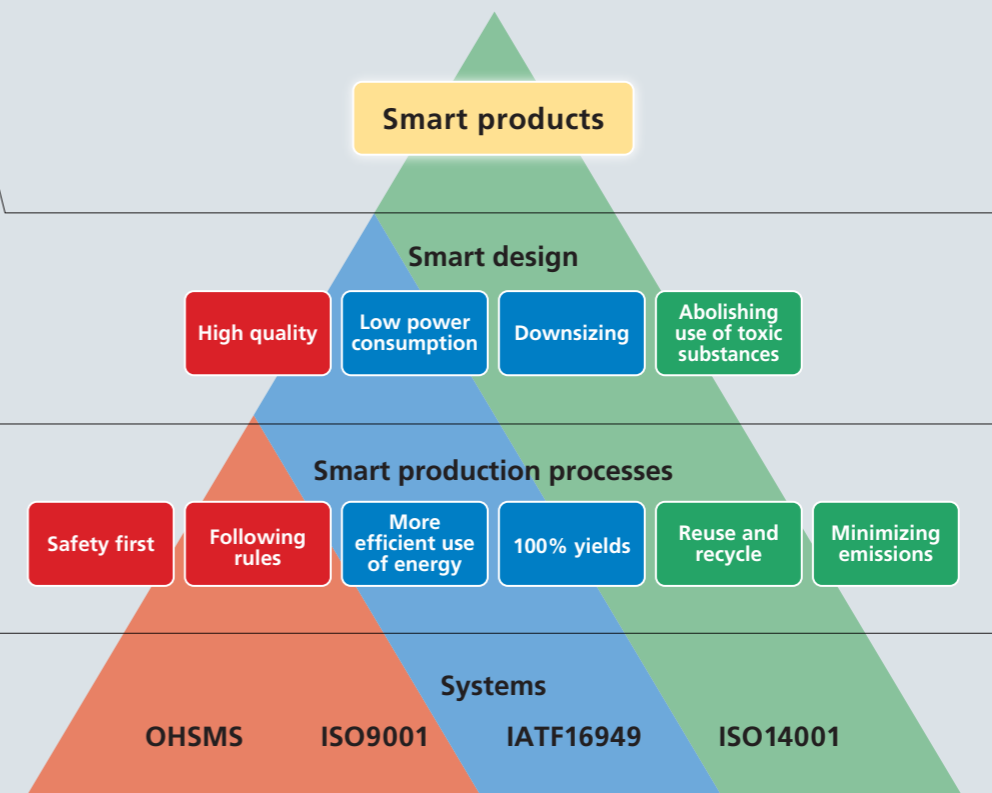 Smart products
Smart design
High quality
Low power
consumption
Downsizing
Abolishing
use of toxic
substances
Smart production processes
Safety first
Following
rules
More
efficient use
of energy
100% yields
Reuse and
recycle
Minimizing
emissions
Systems
OHSMS
ISO9001
IATF16949
ISO14001